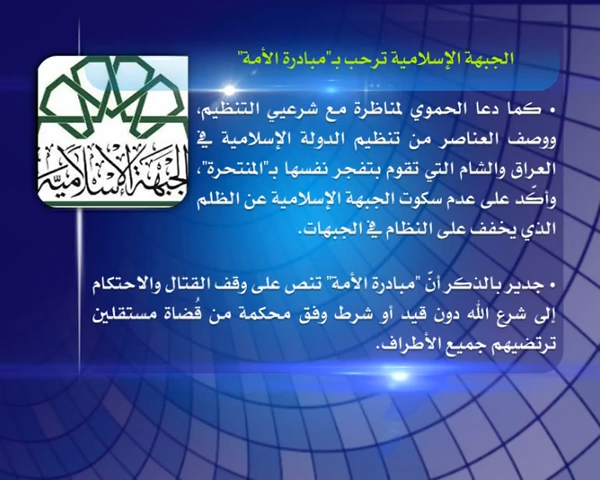 الجبهة الإسلامية ترحب بـ"مبادرة الأمة"
الجبهة الإسلامية
• كما دعا الحموي لمناظرة مع شرعيي التنظيم،
ووصف العناصر من تنظيم الدولة الإسلامية في
العراق والشام التي تقوم بتفجر نفسها بـ"المنتحرة"،
وأكّد على عدم سكوت الجبهة الإسلامية عن الظلم
الذي يخفف على النظام في الجبهات.
• جدير بالذكر أنّ "مبادرة الأمة" تنص على وقف القتال والاحتكام
إلى شرع الله دون قيد أو شرط وفق محكمة من قُضاة مستقلين
ترتضيهم جميع الأطراف.